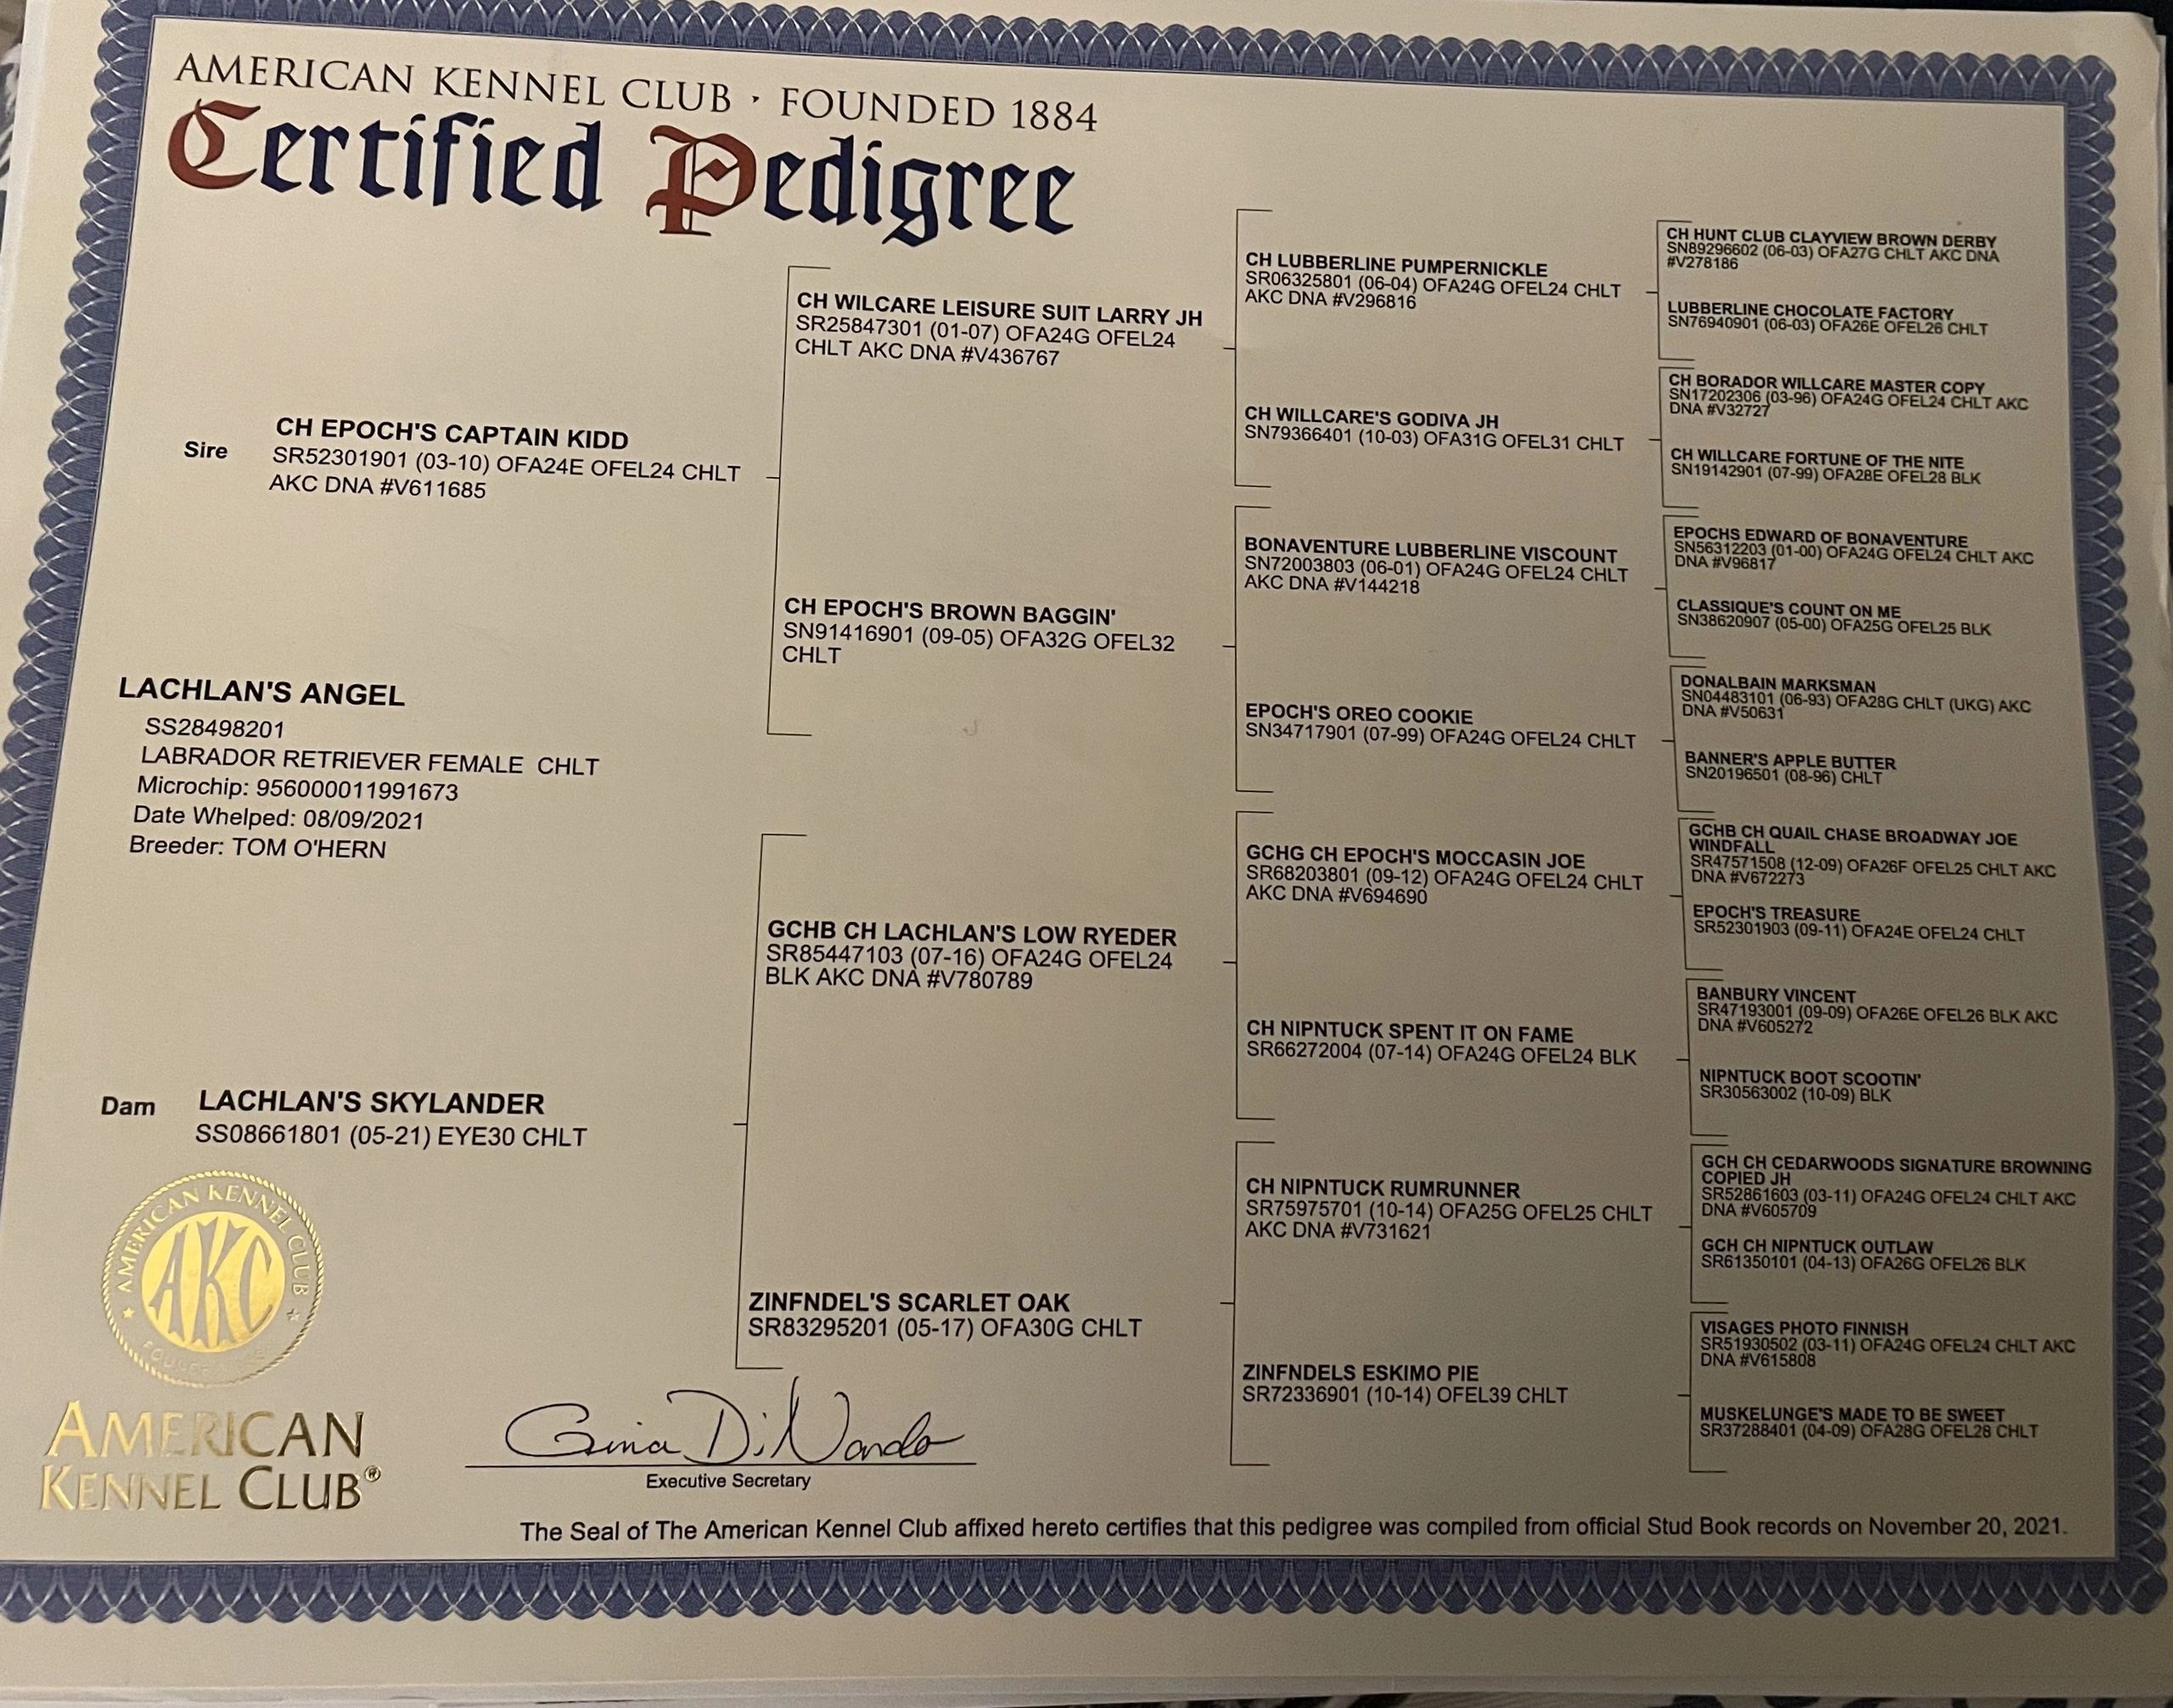 AMERICAN KENNEL CLUB · FOUNDED 1884
Certified Pedigree
Sire
CH EPOCH'S CAPTAIN KIDD
SR52301901 (03-10) OFA24E OFEL24 CHLT
AKC DNA #V611685
LACHLAN'S ANGEL
SS28498201
LABRADOR RETRIEVER FEMALE CHLT
Microchip: 956000011991673
Date Whelped: 08/09/2021
Breeder: TOM O'HERN
Dam
LACHLAN'S SKYLANDER
SS08661801 (05-21) EYE30 CHLT
CH WILCARE LEISURE SUIT LARRY JH
SR25847301 (01-07) OFA24G OFEL24
CHLT AKC DNA #V436767
CH EPOCH'S BROWN BAGGIN'
SN91416901 (09-05) OFA32G OFEL32
CHLT
GCHB CH LACHLAN'S LOW RYEDER
SR85447103 (07-16) OFA24G OFEL24
BLK AKC DNA #V780789
ZINFNDEL'S SCARLET OAK
SR83295201 (05-17) OFA30G CHLT
CH LUBBERLINE PUMPERNICKLE
SR06325801 (06-04) OFA24G OFEL24 CHLT
AKC DNA #V296816
CH WILLCARE'S GODIVA JH
SN79366401 (10-03) OFA31G OFEL31 CHLT
BONAVENTURE LUBBERLINE VISCOUNT
SN72003803 (06-01) OFA24G OFEL24 CHLT
AKC DNA #V144218
EPOCH'S OREO COOKIE
SN34717901 (07-99) OFA24G OFEL24 CHLT
GCHG CH EPOCH'S MOCCASIN JOE
SR68203801 (09-12) OFA24G OFEL24 CHLT
AKC DNA #V694690
CH NIPNTUCK SPENT IT ON FAME
SR66272004 (07-14) OFA24G OFEL24 BLK
CH NIPNTUCK RUMRUNNER
SR75975701 (10-14) OFA25G OFEL25 CHLT
AKC DNA #V731621
ZINFNDELS ESKIMO PIE
SR72336901 (10-14) OFEL39 CHLT
CH HUNT CLUB CLAYVIEW BROWN DERBY
SN89296602 (06-03) OFA27G CHLT AKC DNA
#V278186
LUBBERLINE CHOCOLATE FACTORY
SN76940901 (06-03) OFA26E OFEL26 CHLT
CH BORADOR WILLCARE MASTER COPY
SN17202306 (03-96) OFA24G OFEL24 CHLT AKC
DNA #V32727
CH WILLCARE FORTUNE OF THE NITE
SN19142901 (07-99) OFA28E OFEL28 BLK
EPOCHS EDWARD OF BONAVENTURE
SN56312203 (01-00) OFA24G OFEL24 CHLT AKC
DNA #V96817
CLASSIQUE'S COUNT ON ME
SN38620907 (05-00) OFA25G OFEL25 BLK
DONALBAIN MARKSMAN
SN04483101 (06-93) OFA28G CHLT (UKG) AKC
DNA #V50631
BANNER'S APPLE BUTTER
SN20196501 (08-96) CHLT
GCHB CH QUAIL CHASE BROADWAY JOE
WINDFALL
SR47571508 (12-09) OFA26F OFEL25 CHLT AKC
DNA #V672273
EPOCH'S TREASURE
SR52301903 (09-11) OFA24E OFEL24 CHLT
BANBURY VINCENT
SR47193001 (09-09) OFA26E OFEL26 BLK AKC
DNA #V605272
NIPNTUCK BOOT SCOOTIN'
SR30563002 (10-09) BLK
GCH CH CEDARWOODS SIGNATURE BROWNING
COPIED JH
SR52861603 (03-11) OFA24G OFEL24 CHLT AKC
DNA #V605709
GCH CH NIPNTUCK OUTLAW
SR61350101 (04-13) OFA26G OFEL26 BLK
VISAGES PHOTO FINNISH
SR51930502 (03-11) OFA24G OFEL24 CHLT AKC
DNA #V615808
MUSKELUNGE'S MADE TO BE SWEET
SR37288401 (04-09) OFA28G OFEL28 CHLT
AMERICAN KENNEL CLUB
AKC
AMERICAN
KENNEL CLUB®
Gina DiNardo
Executive Secretary
The Seal of The American Kennel Club affixed hereto certifies that this pedigree was compiled from official Stud Book records on November 20, 2021.